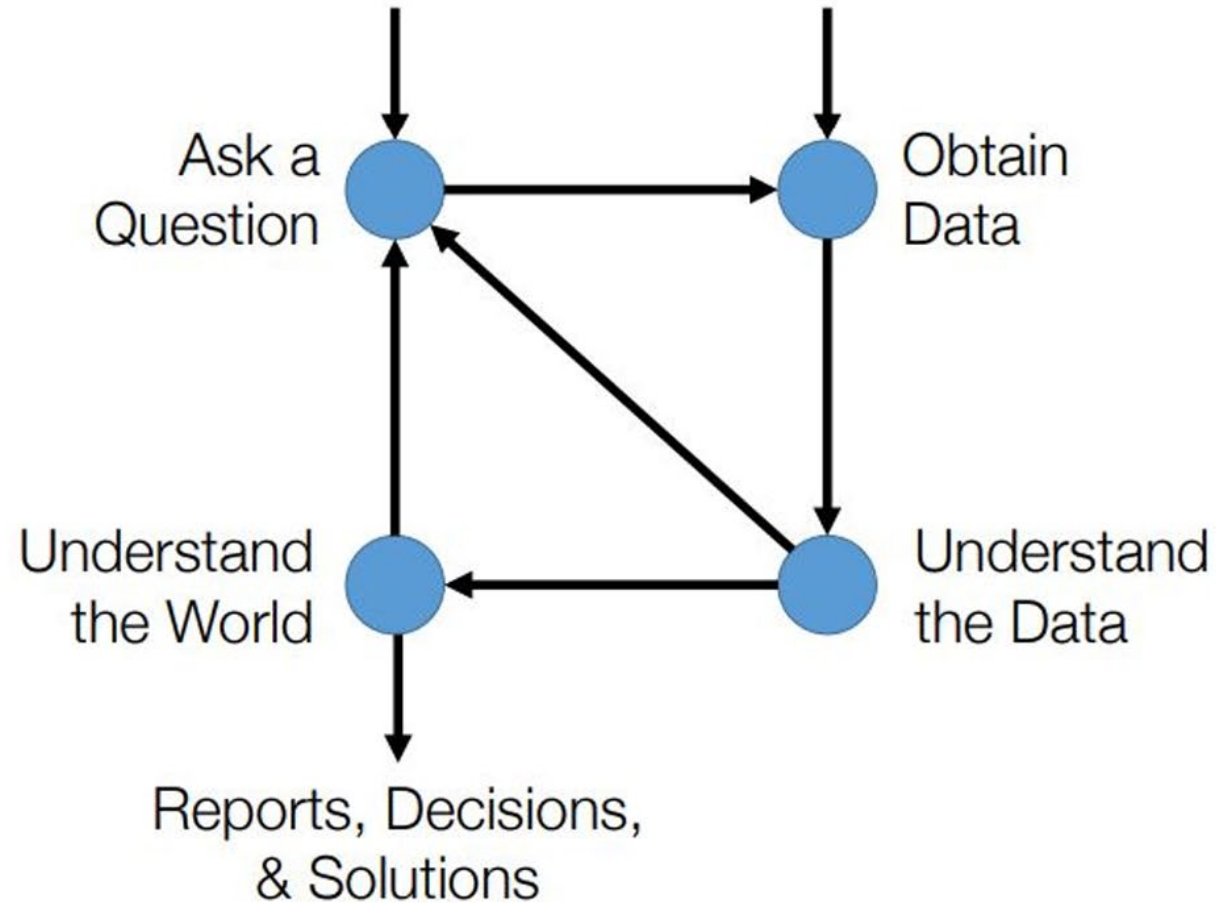 Ask a
Question
Obtain
Data
Understand
the World
Understand
the Data
Reports, Decisions,
& Solutions